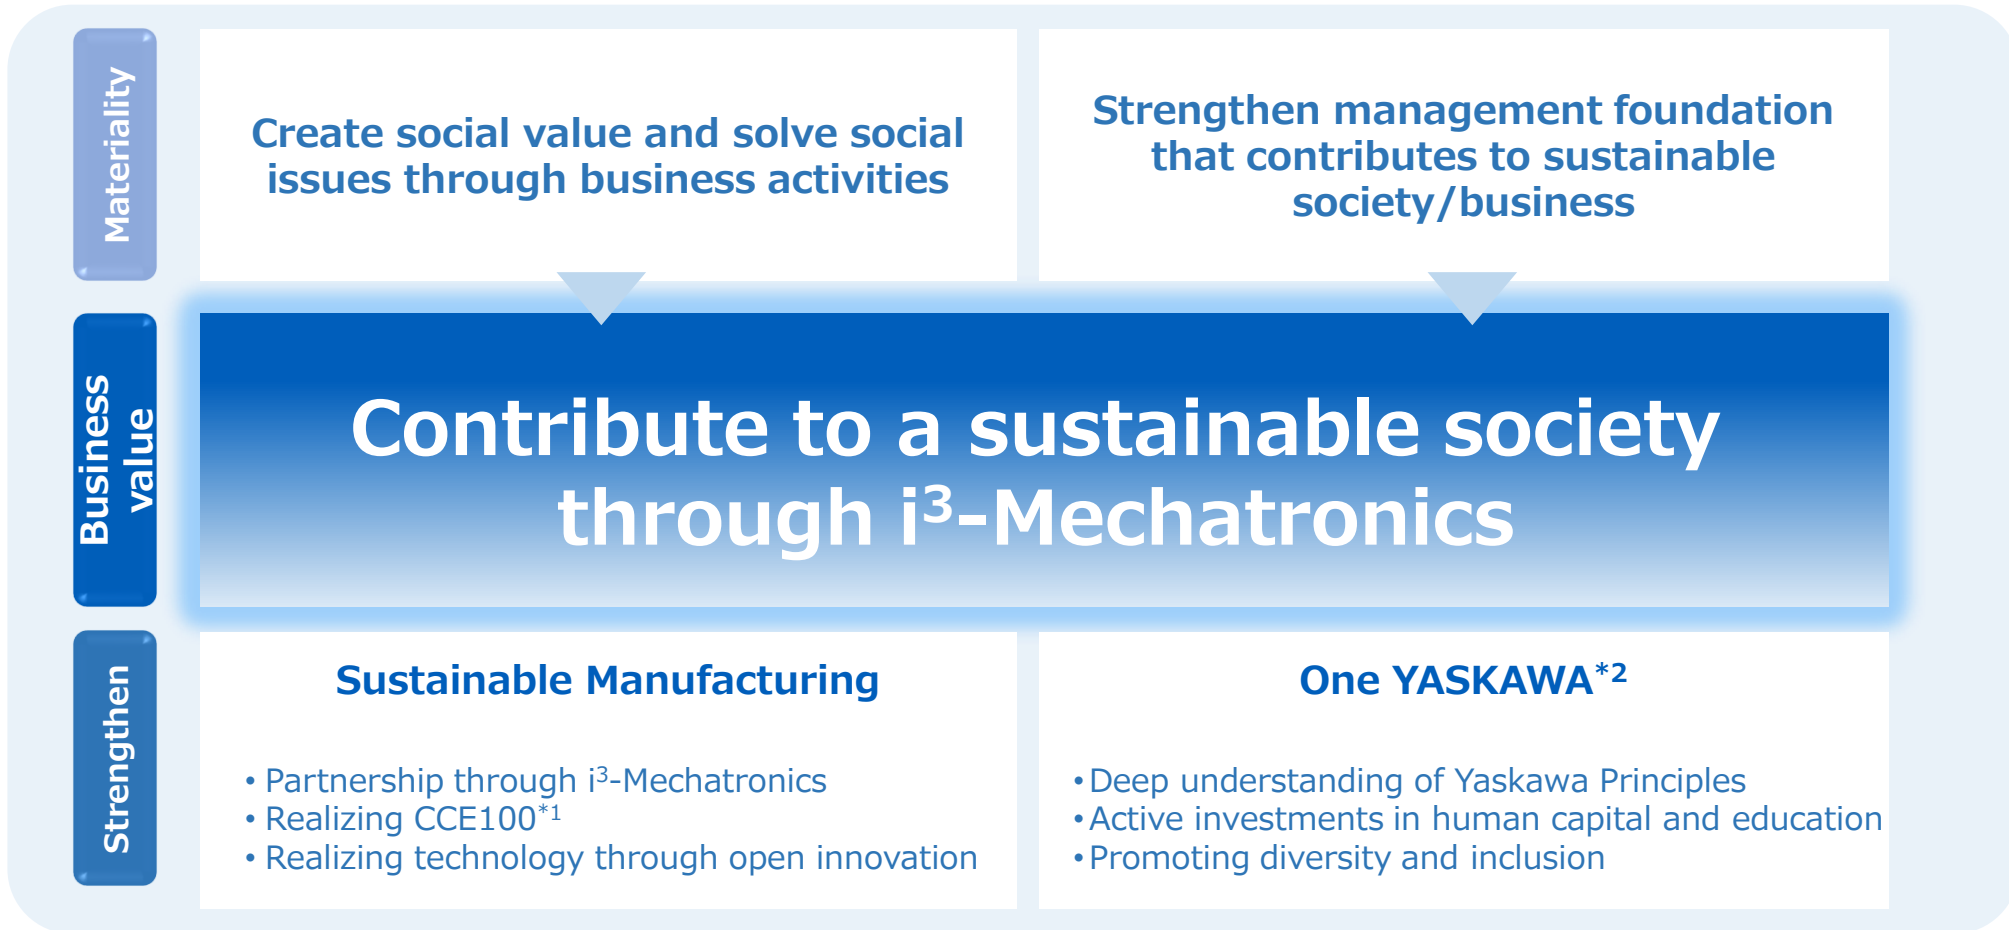 Materiality
Create social value and solve social
issues through business activities
Strengthen management foundation
that contributes to sustainable
society/business
Business
value
Contribute to a sustainable society
through i³-Mechatronics
Strengthen
Sustainable Manufacturing
• Partnership through i³-Mechatronics
• Realizing CCE100*1
• Realizing technology through open innovation
One YASKAWA*2
•Deep understanding of Yaskawa Principles
•Active investments in human capital and education
•Promoting diversity and inclusion